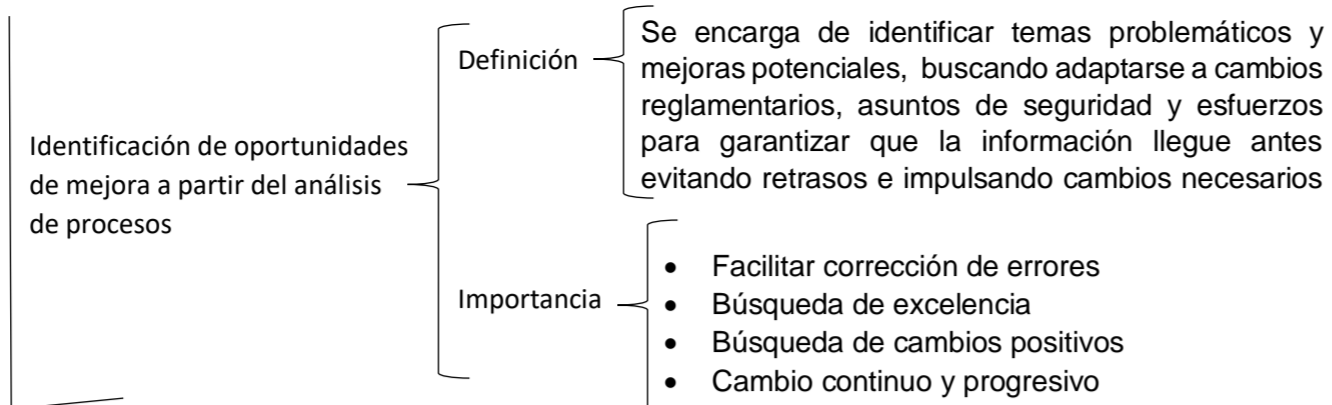 Identificación de oportunidades
de mejora a partir del análisis
de procesos
Definición
Se encarga de identificar temas problemáticos y
mejoras potenciales, buscando adaptarse a cambios
reglamentarios, asuntos de seguridad y esfuerzos
para garantizar que la información llegue antes
evitando retrasos e impulsando cambios necesarios
Importancia
• Facilitar corrección de errores
• Búsqueda de excelencia
• Búsqueda de cambios positivos
• Cambio continuo y progresivo